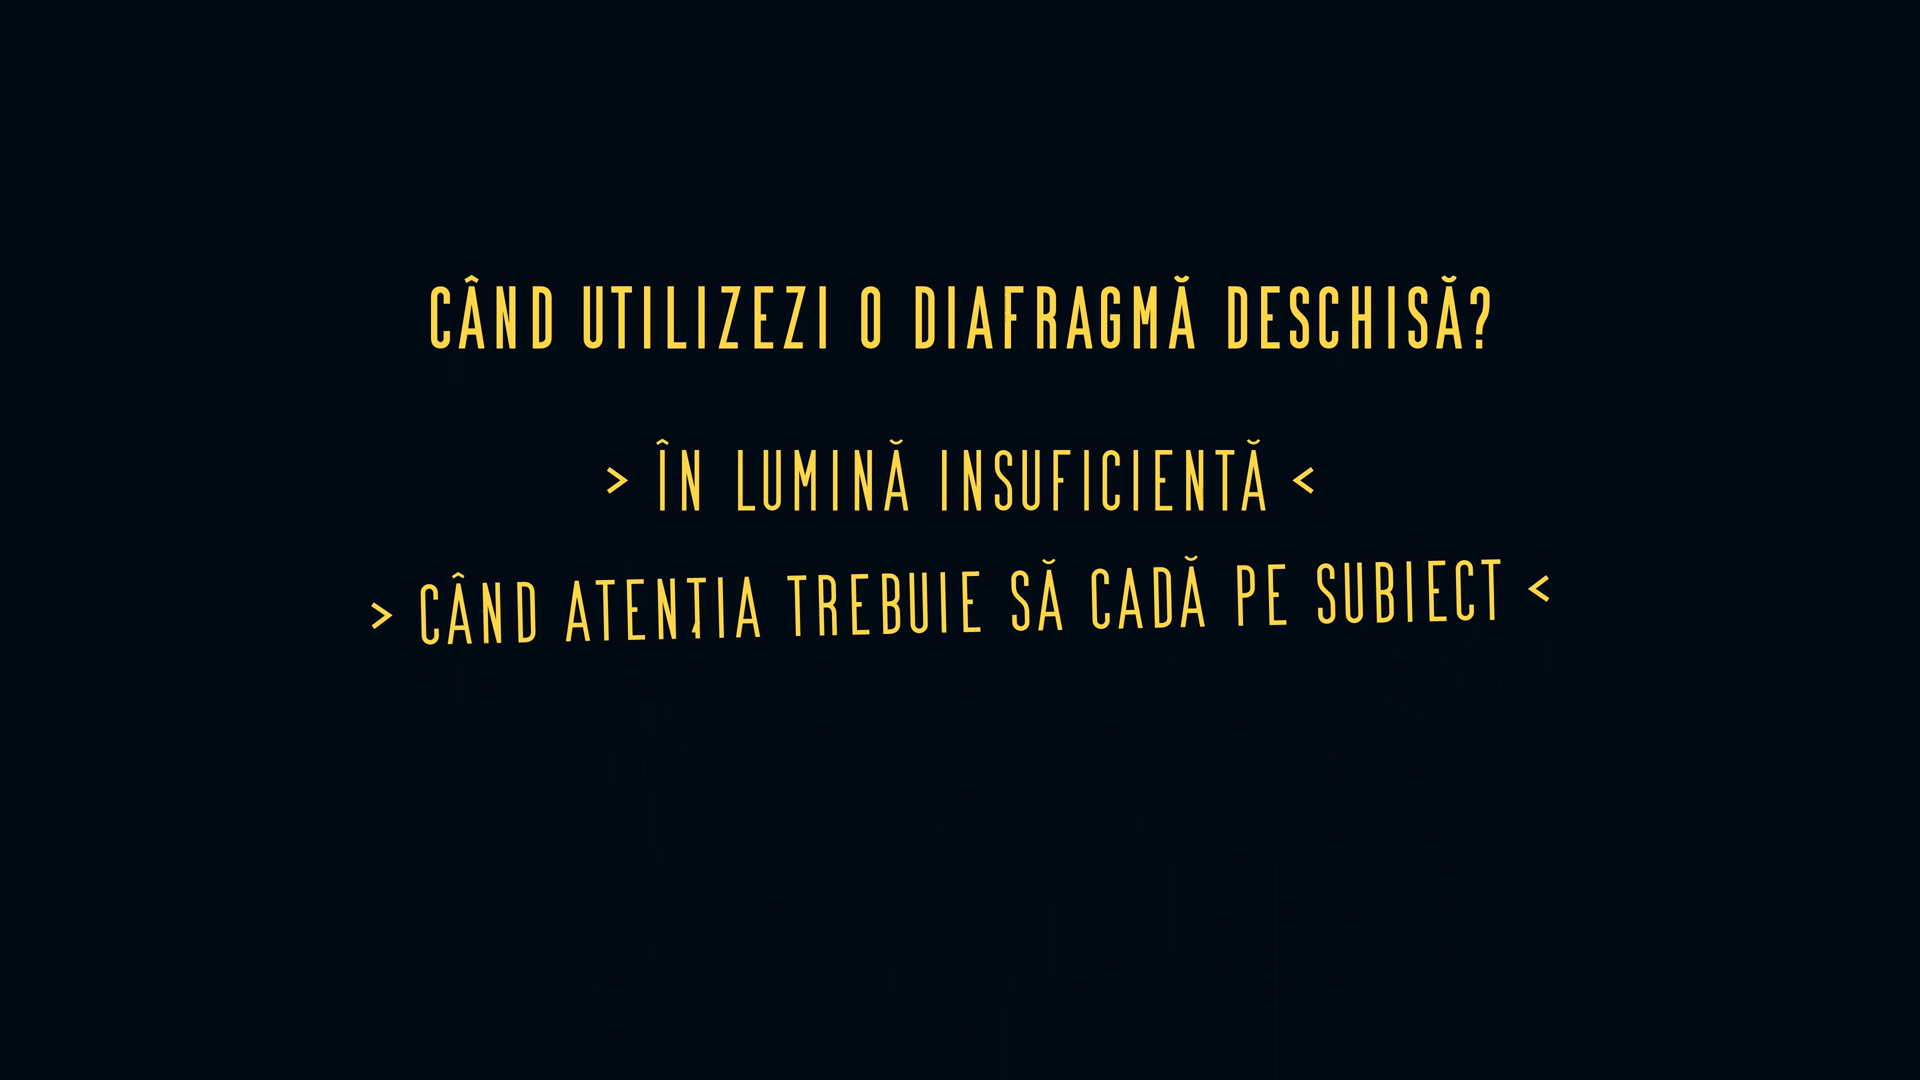 CÂND UTILIZEZI O DIAFRAGMĂ DESCHISĂ?
> ÎN LUMINĂ INSUFICIENTĂ <
> CÂND ATENȚIA TREBUIE SĂ CADĂ PE SUBIECT <